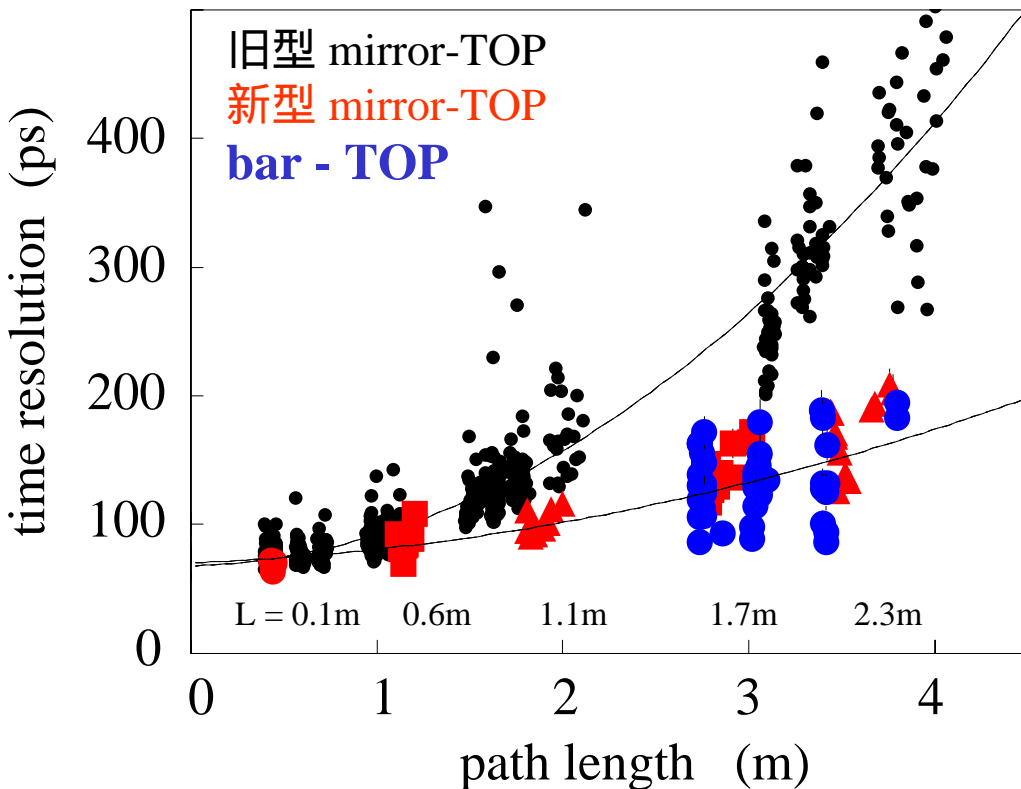 旧型 mirror-TOP
新型 mirror-TOP
bar - TOP
time resolution (ps)
400
300
200
100
0
L = 0.1m 0.6m 1.1m 1.7m 2.3m
0 1 2 3 4
path length (m)